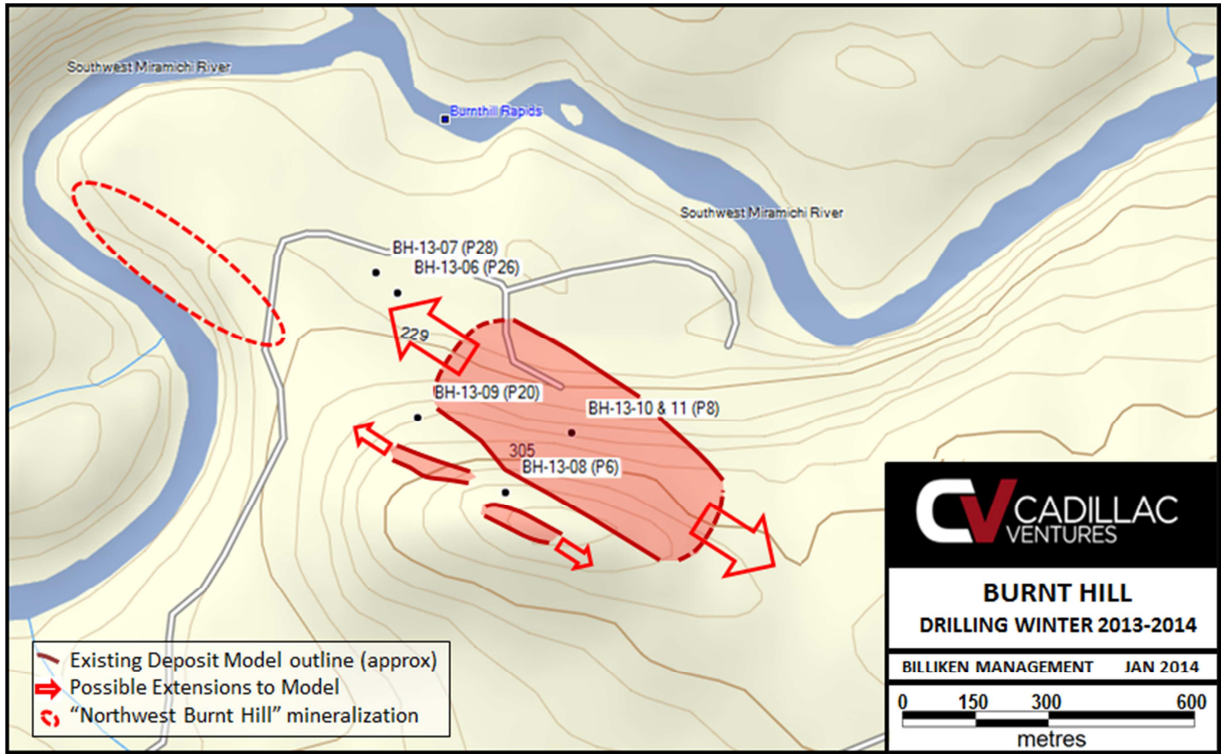 Southwest Miramichi River
Burnthill Rapids
Southwest Miramichi River
BH-13-07 (P28)
BH-13-06 (P26)
229
BH-13-09 (P20)
BH-13-10 & 11 (P8)
305
BH-13-08 (P6)
Existing Deposit Model outline (approx)
Possible Extensions to Model
"Northwest Burnt Hill" mineralization
CV CADILLAC
VENTURES
BURNT HILL
DRILLING WINTER 2013-2014
BILLIKEN MANAGEMENT JAN 2014
0 150 300 600
metres